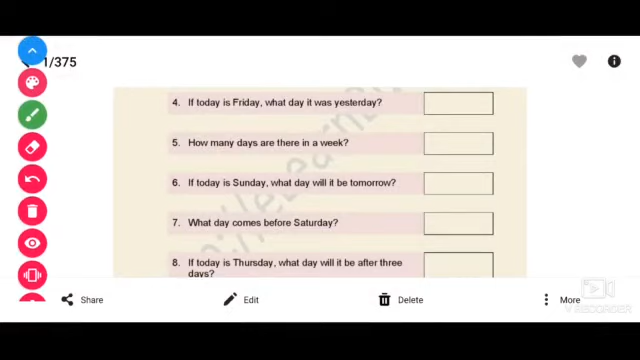 1/375
4. If today is Friday, what day it was yesterday?
5. How many days are there in a week?
6. If today is Sunday, what day will it be tomorrow?
7. What day comes before Saturday?
8. If today is Thursday, what day will it be after three
days?
Share Edit Delete More